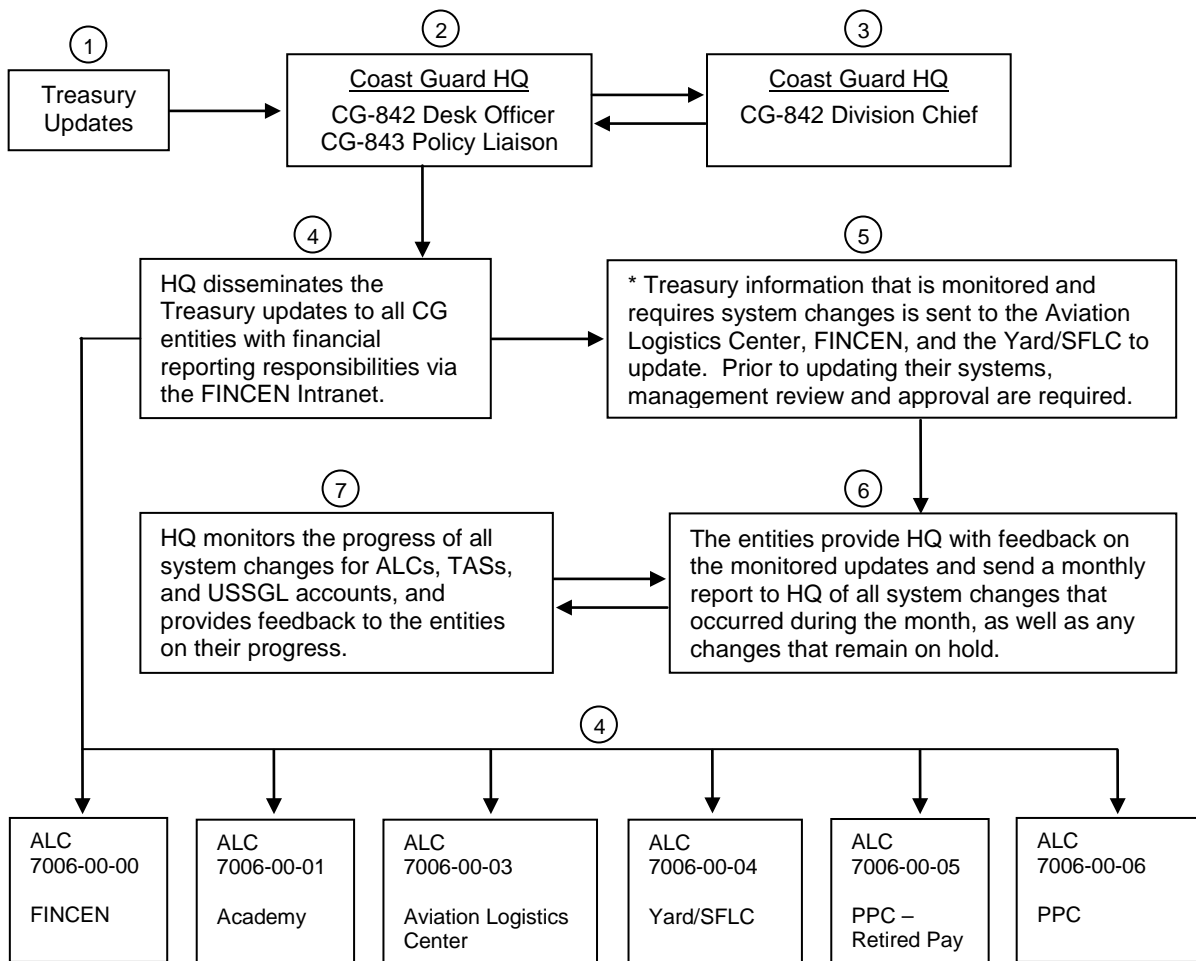 1
Treasury
Updates
2
Coast Guard HQ
CG-842 Desk Officer
CG-843 Policy Liaison
3
Coast Guard HQ
CG-842 Division Chief
4
HQ disseminates the
Treasury updates to all CG
entities with financial
reporting responsibilities via
the FINCEN Intranet.
5
* Treasury information that is monitored and
requires system changes is sent to the Aviation
Logistics Center, FINCEN, and the Yard/SFLC to
update.  Prior to updating their systems,
management review and approval are required.
7
HQ monitors the progress of all
system changes for ALCs, TASs,
and USSGL accounts, and
provides feedback to the entities
on their progress.
6
The entities provide HQ with feedback on
the monitored updates and send a monthly
report to HQ of all system changes that
occurred during the month, as well as any
changes that remain on hold.
4
ALC
7006-00-00
FINCEN
ALC
7006-00-01
Academy
ALC
7006-00-03
Aviation Logistics
Center
ALC
7006-00-04
Yard/SFLC
ALC
7006-00-05
PPC –
Retired Pay
ALC
7006-00-06
PPC